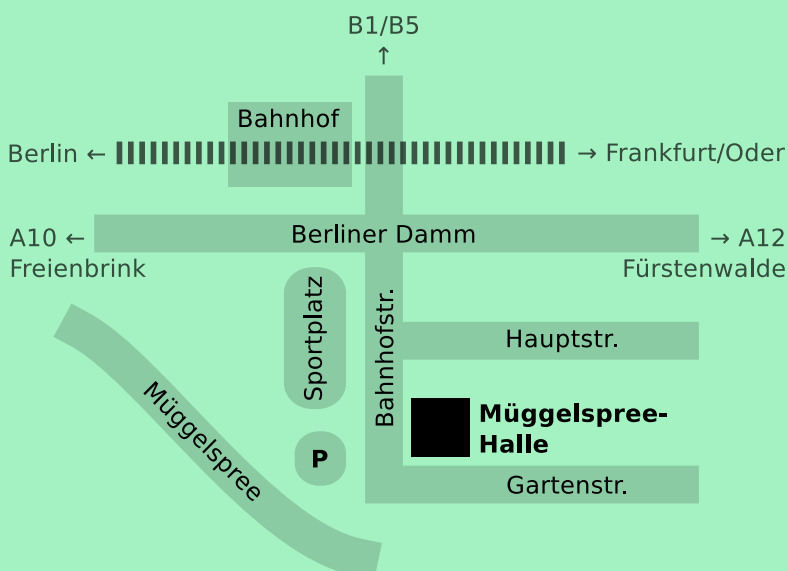 B1/B5
↑
Bahnhof
Berlin ←
→ Frankfurt/Oder
A10 ←
Freienbrink
Berliner Damm
→ A12
Fürstenwalde
Sportplatz
Bahnhofstr.
Hauptstr.
Müggelspree
Müggelspree-
Halle
P
Gartenstr.